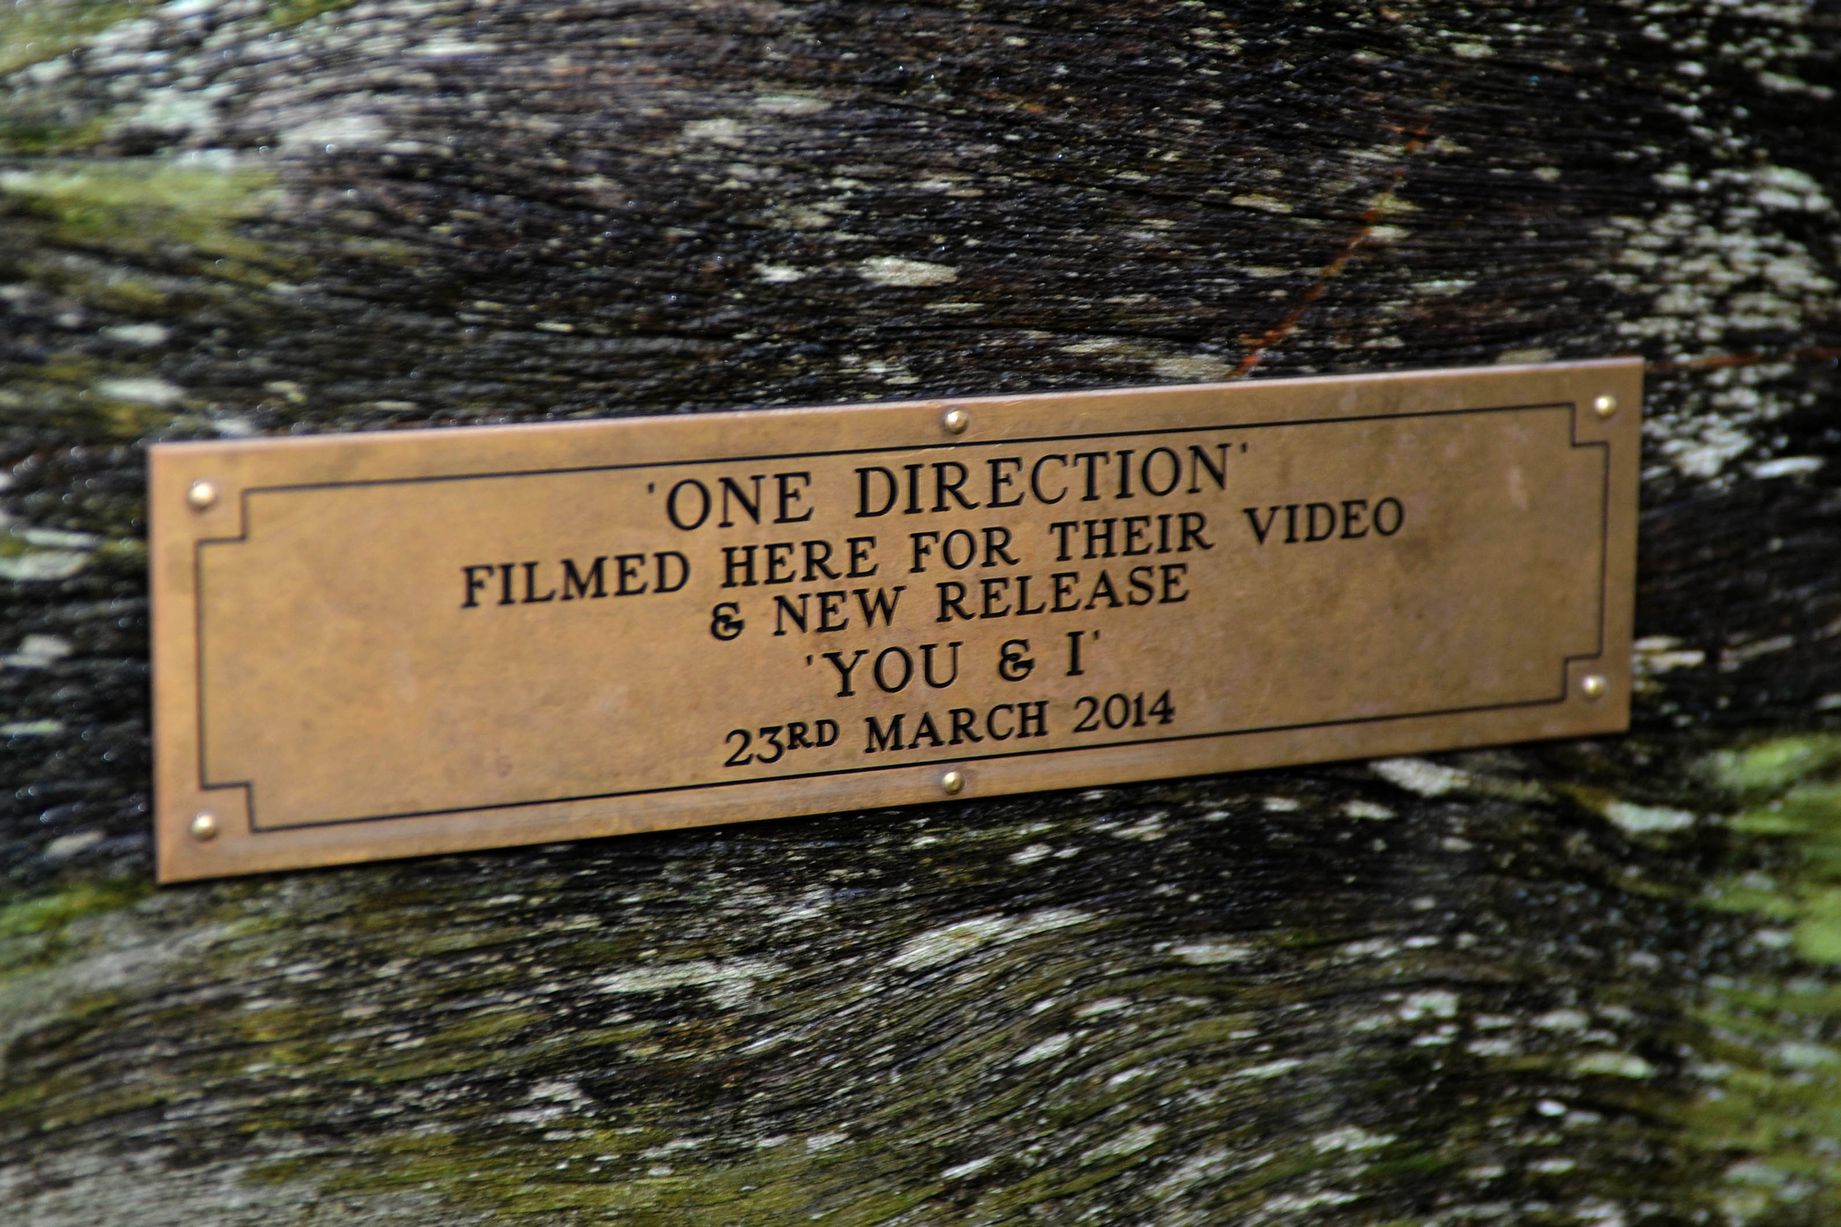 'ONE DIRECTION'
FILMED HERE FOR THEIR VIDEO
& NEW RELEASE
'YOU & I'
23RD MARCH 2014